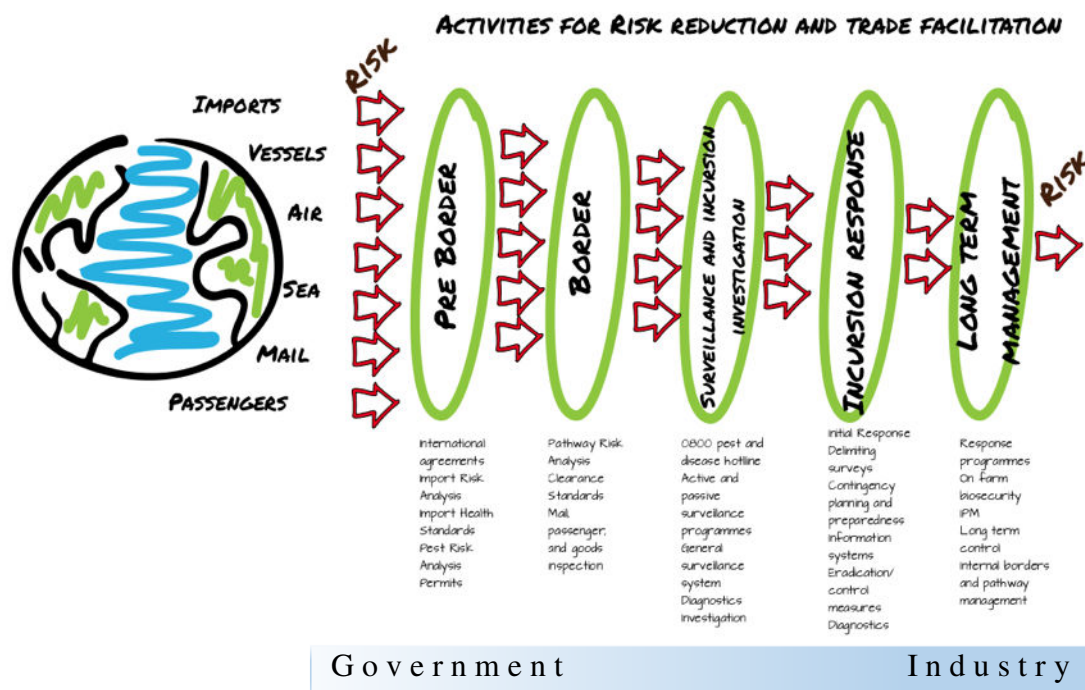 ACTIVITIES FOR RISK REDUCTION AND TRADE FACILITATION
RISK
IMPORTS
VESSELS
AIR
SEA
MAIL
PASSENGERS
PRE BORDER
BORDER
SURVEILLANCE AND INCURSION
INVESTIGATION
INCURSION RESPONSE
LONG TERM
MANAGEMENT
RISK
International
agreements
Import Risk
Analysis
Import Health
Standards
Pest Risk
Analysis
Permits
Pathway Risk
Analysis
Clearance
Standards
Mail,
passenger,
and goods
inspection
0800 pest and
disease hotline
Active and
passive
surveillance
programmes
General
surveillance
system
Diagnostics
Investigation
Initial Response
Delimiting
surveys
Contingency
planning and
preparedness
Information
systems
Eradication/
control
measures
Diagnostics
Response
programmes
On farm
biosecurity
IPM
Long term
control
Internal borders
and pathway
management
Government Industry